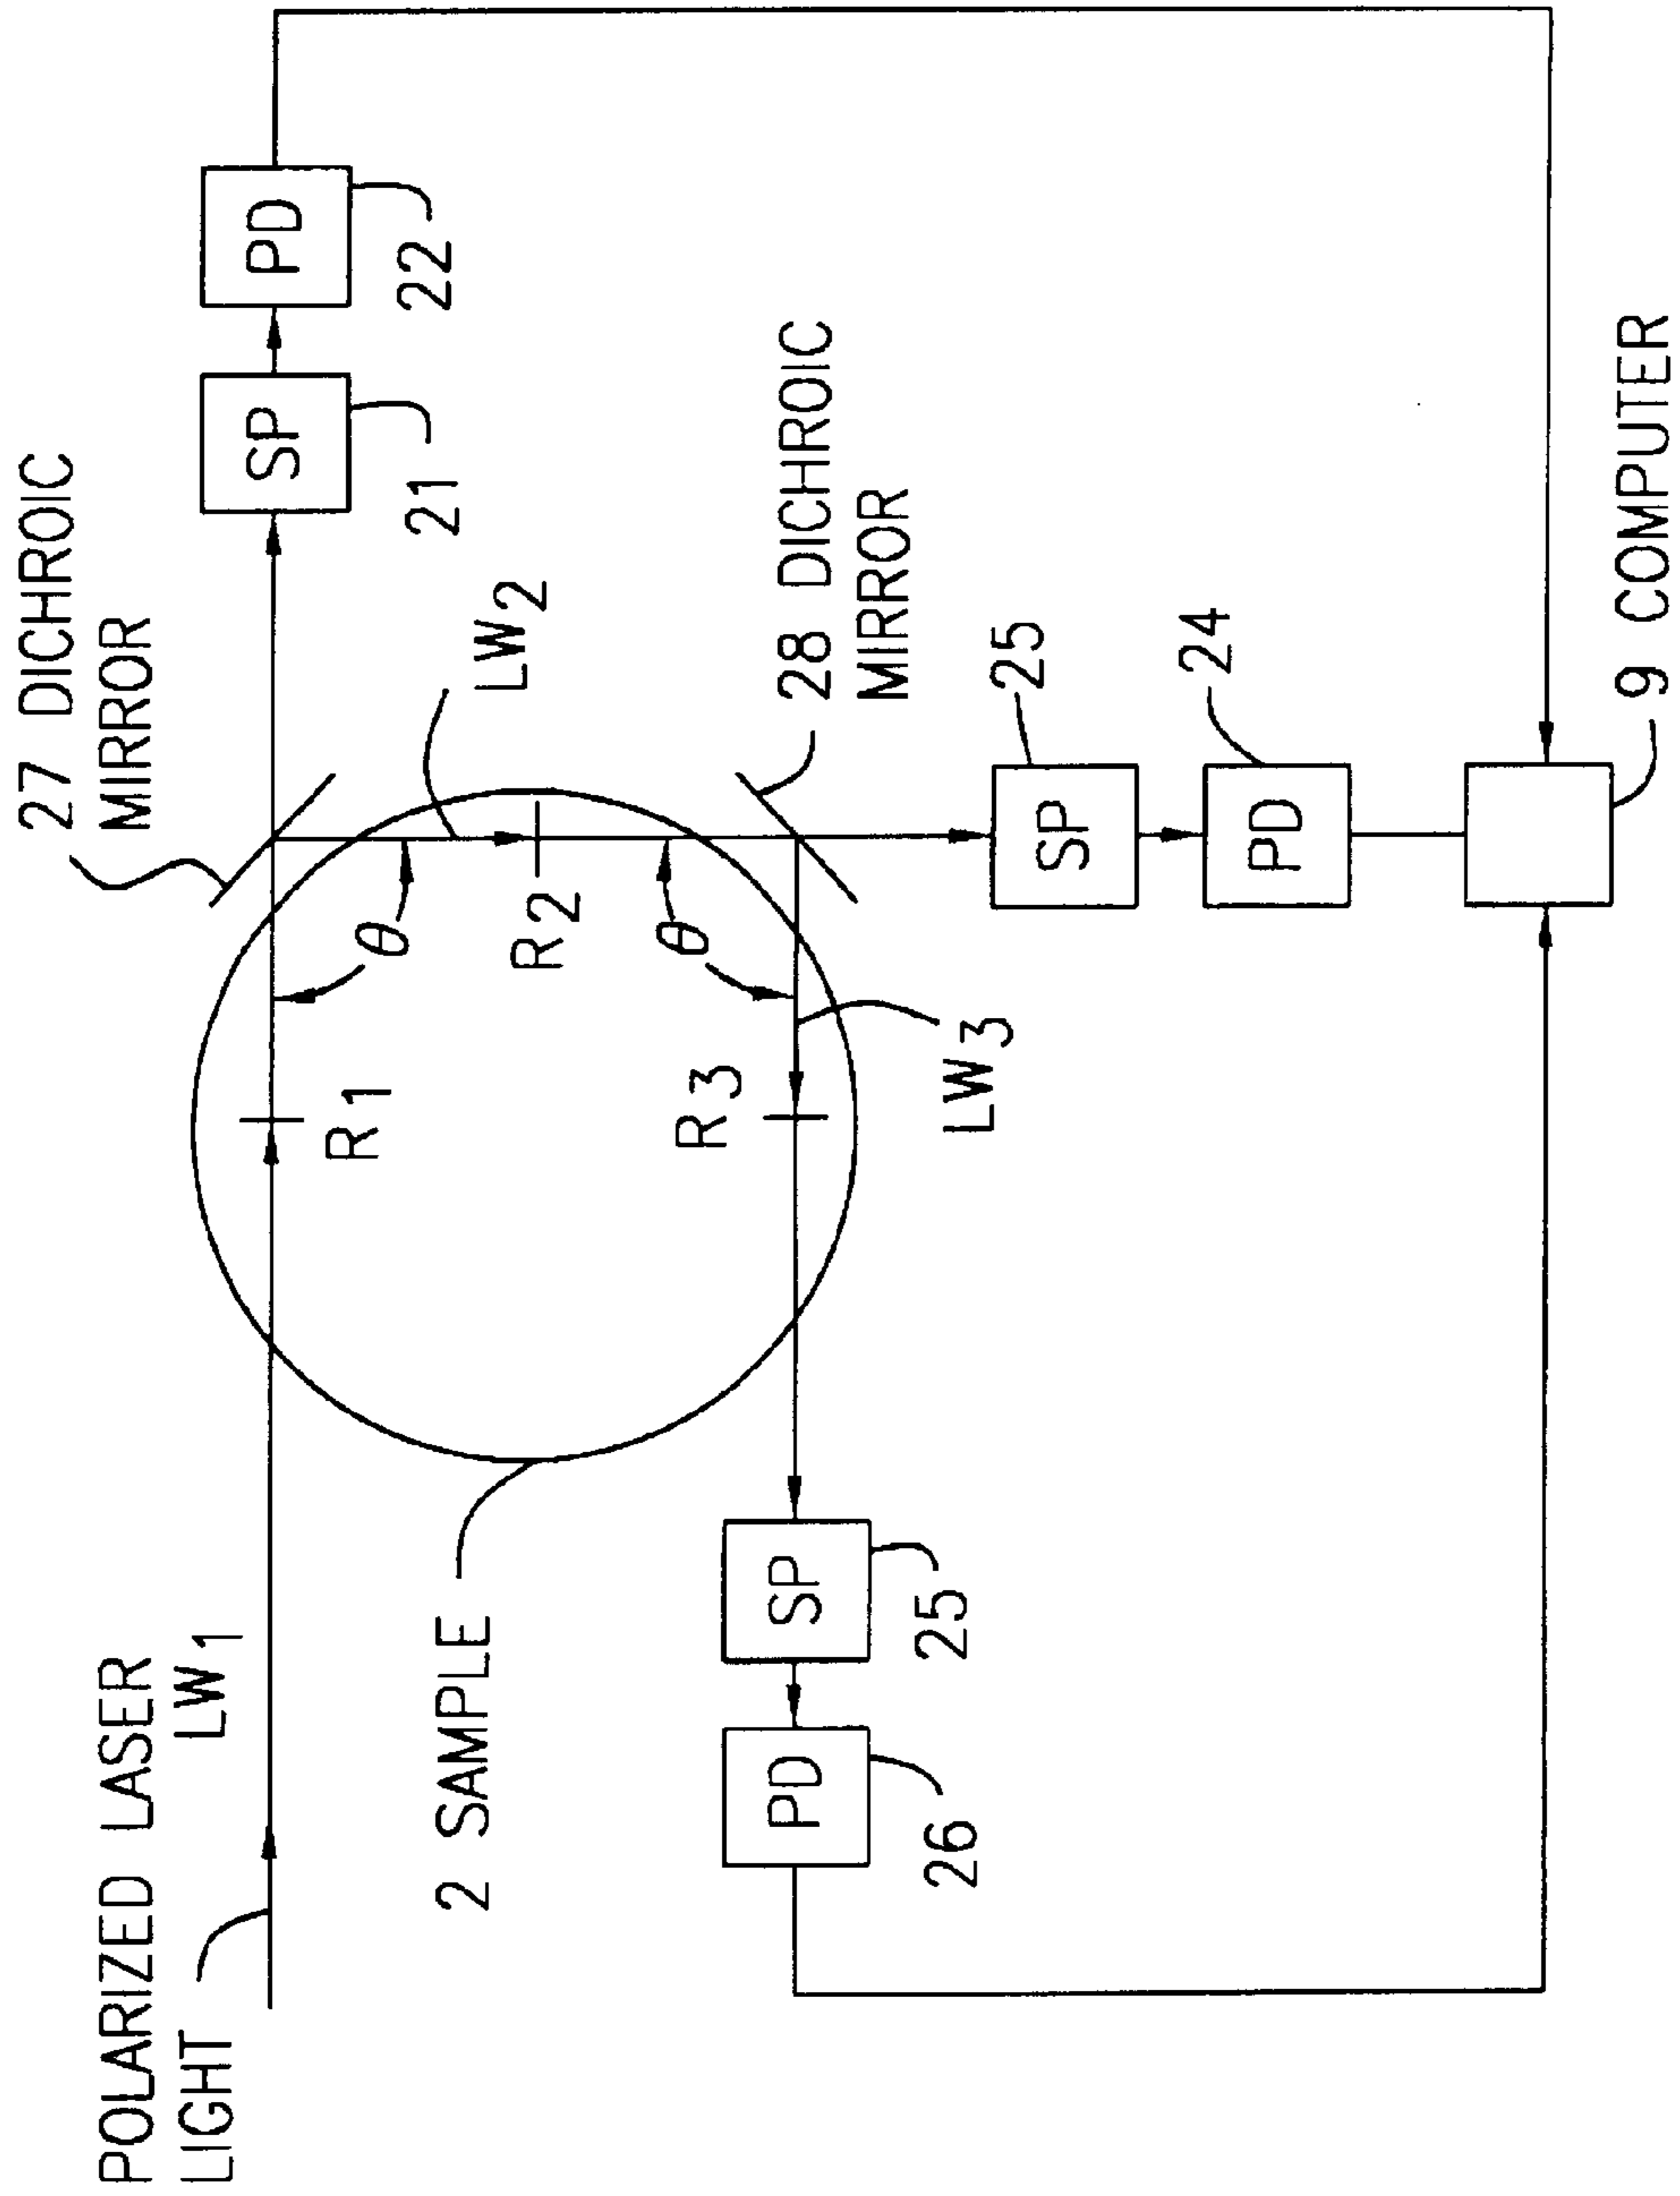 POLARIZED LASER
LIGHT LW1
27 DICHROIC
MIRROR
SP
PD
21
22
R1
θ
2 SAMPLE
LW2
R2
θ
R3
28 DICHROIC
MIRROR
PD
SP
26
25
LW3
25
SP
24
PD
9 COMPUTER